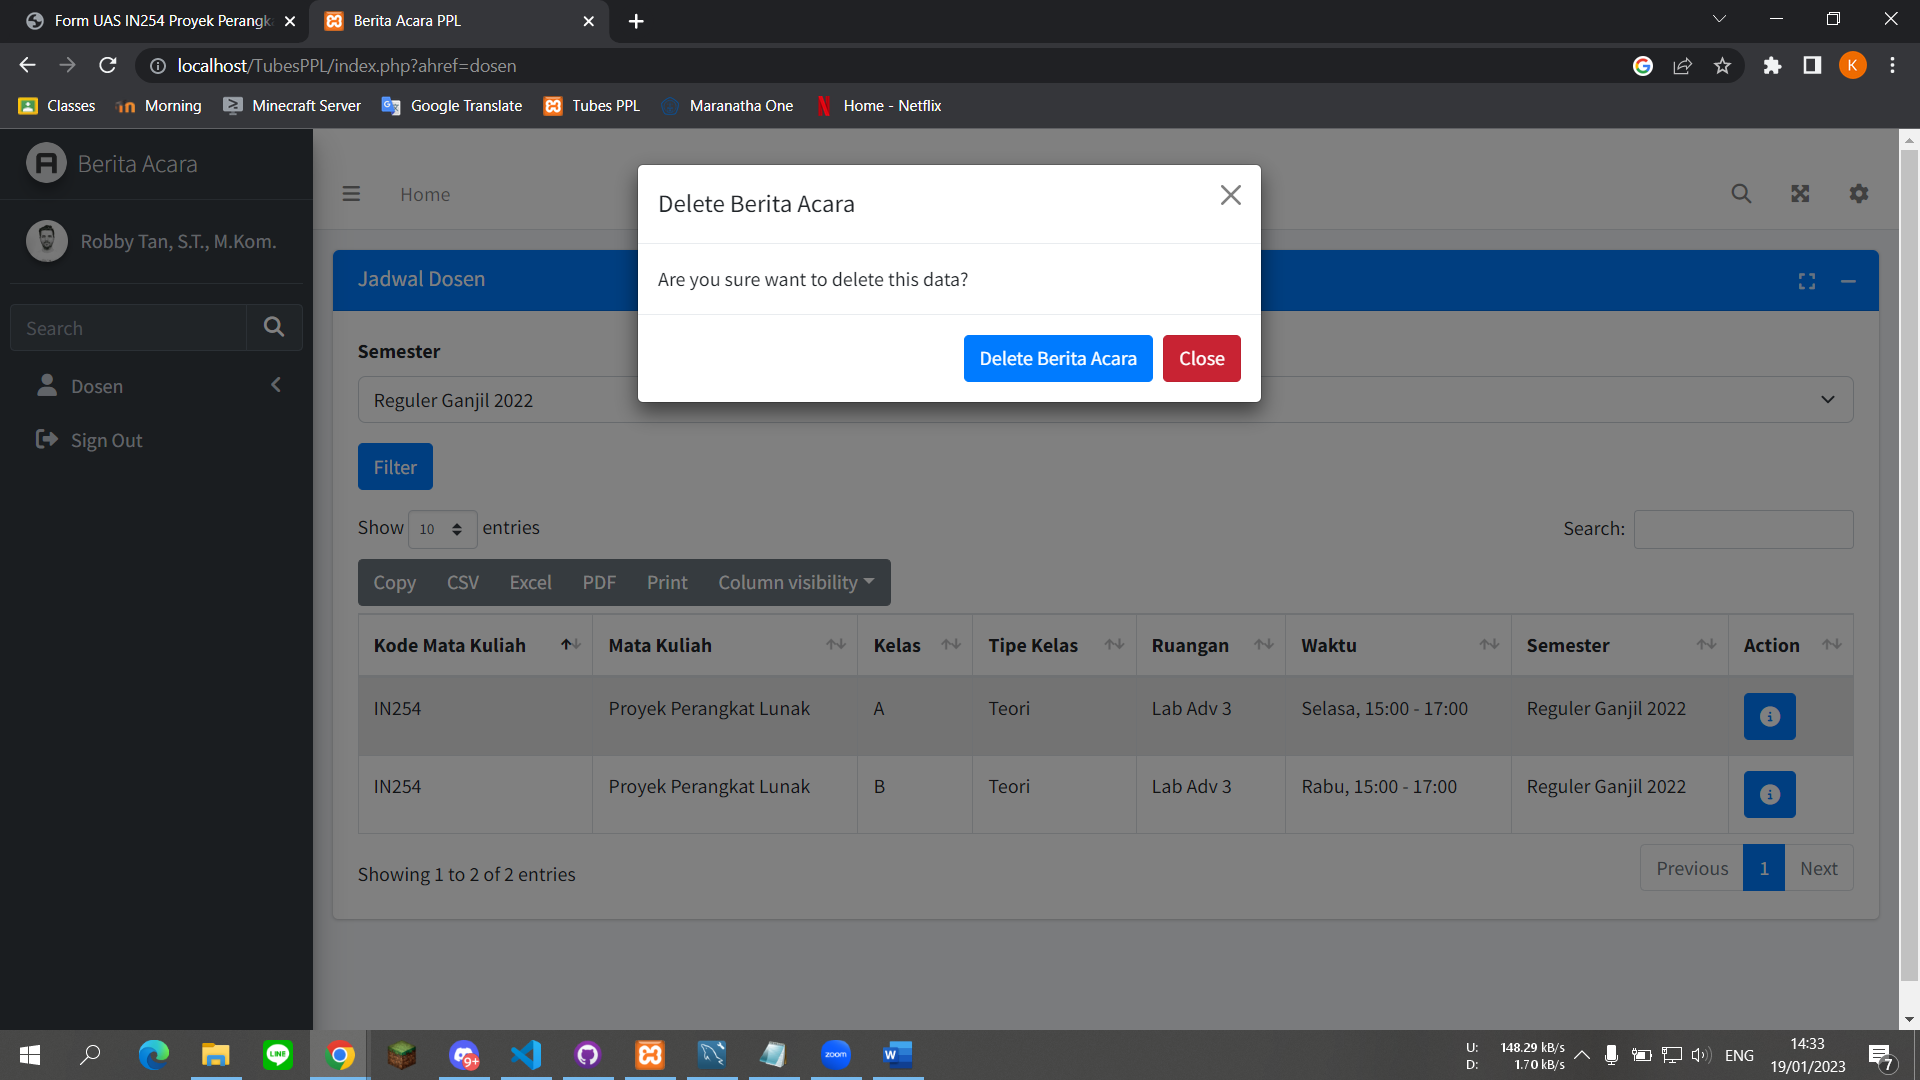 Form UAS IN254 Proyek Perangka
Berita Acara PPL
localhost/TubesPPL/index.php?ahref=dosen
K
Classes
Morning
Minecraft Server
Google Translate
Tubes PPL
Maranatha One
Home - Netflix
Berita Acara
Home
Delete Berita Acara
Robby Tan, S.T., M.Kom.
Jadwal Dosen
Are you sure want to delete this data?
Search
Semester
Delete Berita Acara
Close
Dosen
Reguler Ganjil 2022
Sign Out
Filter
Show 10 entries
Search:
Copy CSV Excel PDF Print Column visibility
Kode Mata Kuliah Mata Kuliah Kelas Tipe Kelas Ruangan Waktu Semester Action
IN254 Proyek Perangkat Lunak A Teori Lab Adv 3 Selasa, 15:00 - 17:00 Reguler Ganjil 2022
IN254 Proyek Perangkat Lunak B Teori Lab Adv 3 Rabu, 15:00 - 17:00 Reguler Ganjil 2022
Showing 1 to 2 of 2 entries
Previous 1 Next
LINE
9+
zoom
W
U: 148.29 kB/s
D: 1.70 kB/s
ENG
14:33
19/01/2023
7